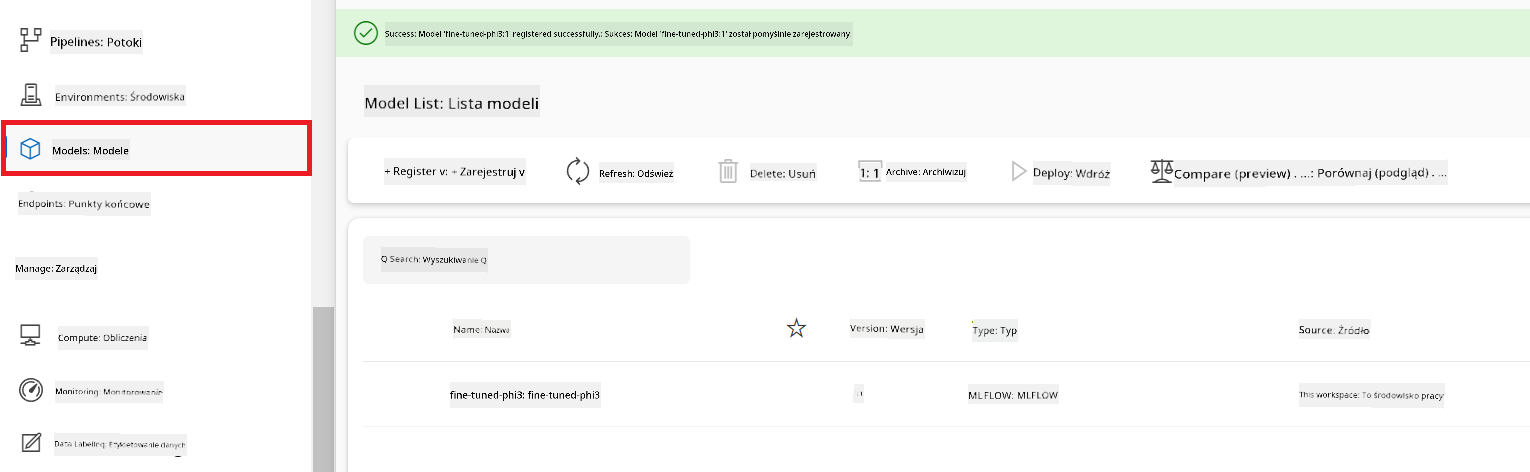 Pipelines: Potoki
Environments: Środowiska
Models: Modele
Endpoints: Punkty końcowe
Manage: Zarządzaj
Compute: Obliczenia
Monitoring: Monitorowanie
Data Labeling: Etykietowanie danych
Success: Model 'fine-tuned-phi3:1' registered successfully.: Sukces: Model 'fine-tuned-phi3:1' został pomyślnie zarejestrowany.
Model List: Lista modeli
+ Register v: + Zarejestruj v
Refresh: Odśwież
Delete: Usuń
1: 1
Archive: Archiwizuj
Deploy: Wdróż
Compare (preview) . ...: Porównaj (podgląd) . ...
Q Search: Wyszukiwanie Q
Name: Nazwa
Version: Wersja
Type: Typ
Source: Źródło
fine-tuned-phi3: fine-tuned-phi3
MLFLOW: MLFLOW
This workspace: To środowisko pracy